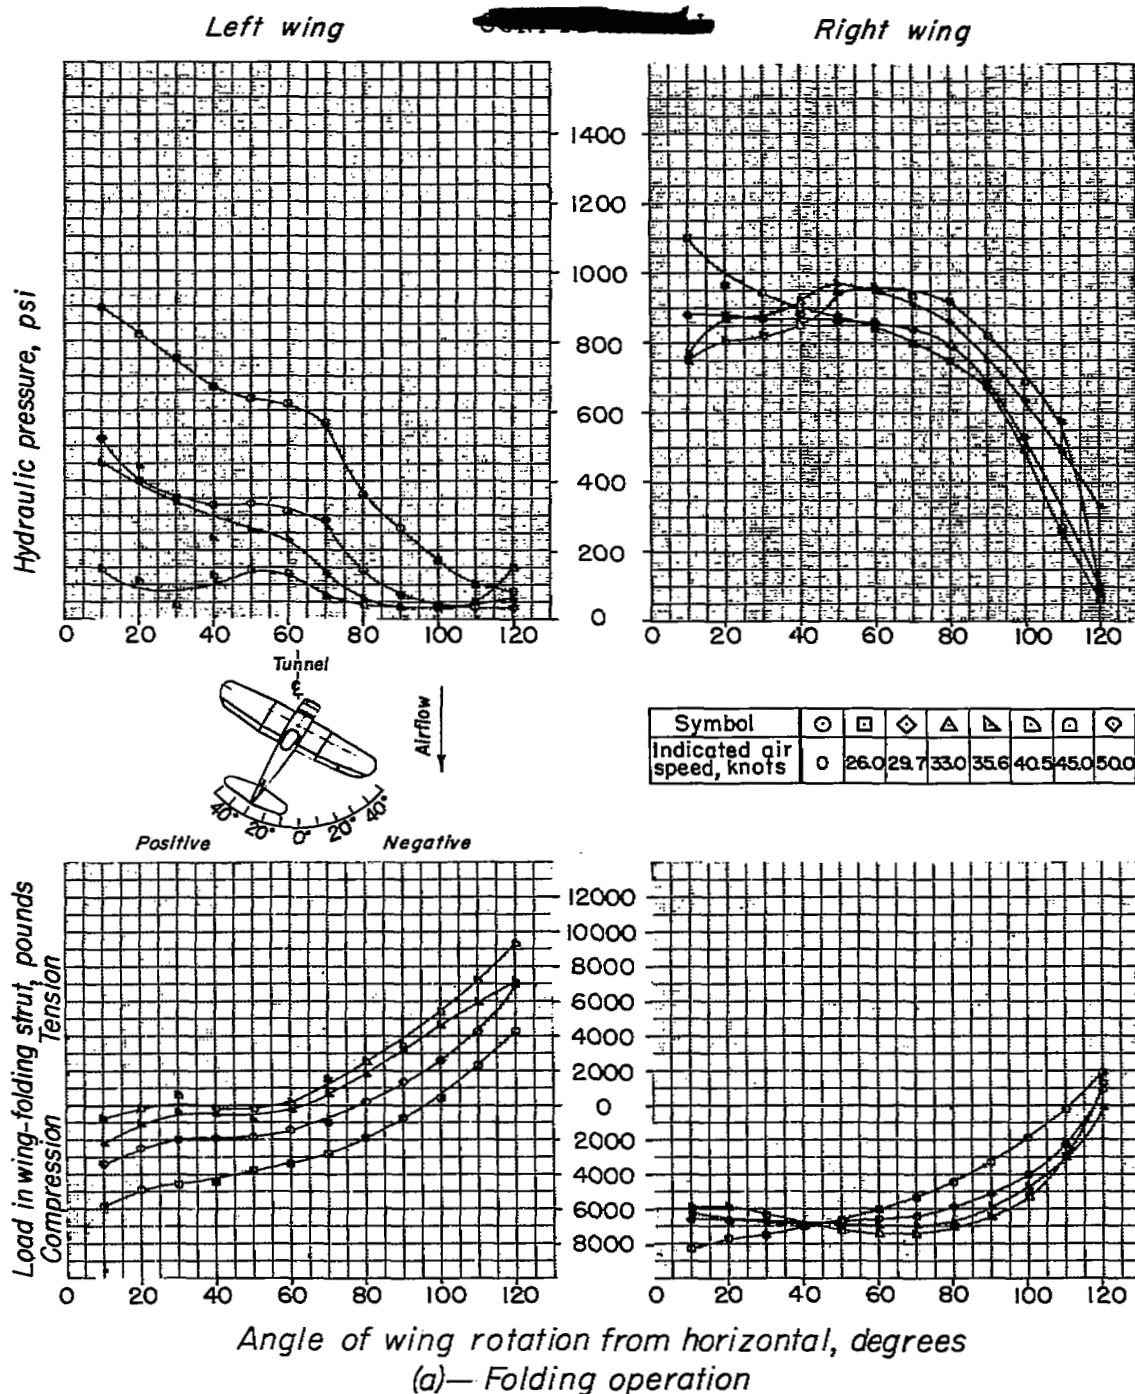 Left wing
Right wing
Hydraulic pressure, psi
1400
1200
1000
800
600
400
200
0
0 20 40 60 80 100 120
0 20 40 60 80 100 120
Tunnel
℄
Airflow
40° 20° 0° 20° 40°
Positive Negative
Symbol
Indicated air speed, knots 0 26.0 29.7 33.0 35.6 40.5 45.0 50.0
Load in wing-folding strut, pounds
Compression Tension
12000
10000
8000
6000
4000
2000
0
2000
4000
6000
8000
0 20 40 60 80 100 120
0 20 40 60 80 100 120
Angle of wing rotation from horizontal, degrees
(a)— Folding operation